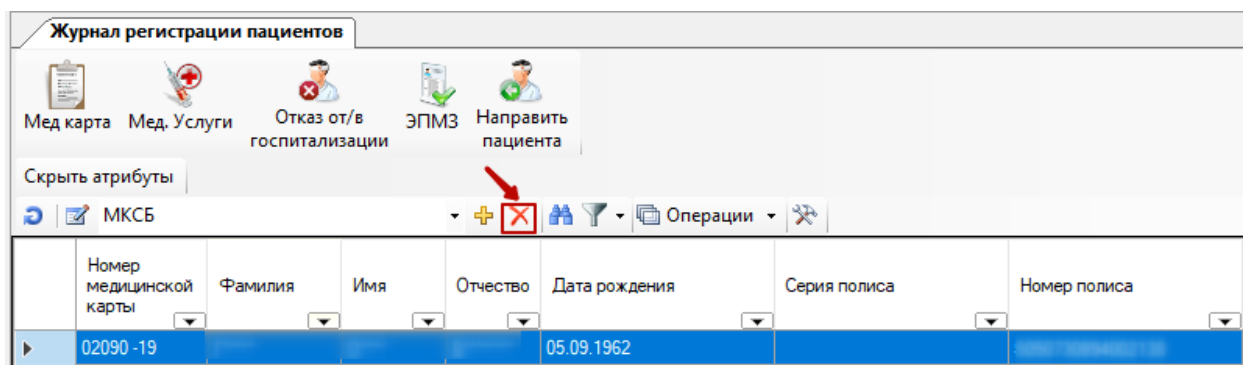 Журнал регистрации пациентов
Мед карта Мед. Услуги Отказ от/в госпитализации ЭПМЗ Направить пациента
Скрыть атрибуты
МКСБ Операции
Номер медицинской карты Фамилия Имя Отчество Дата рождения Серия полиса Номер полиса
02090 -19 05.09.1962